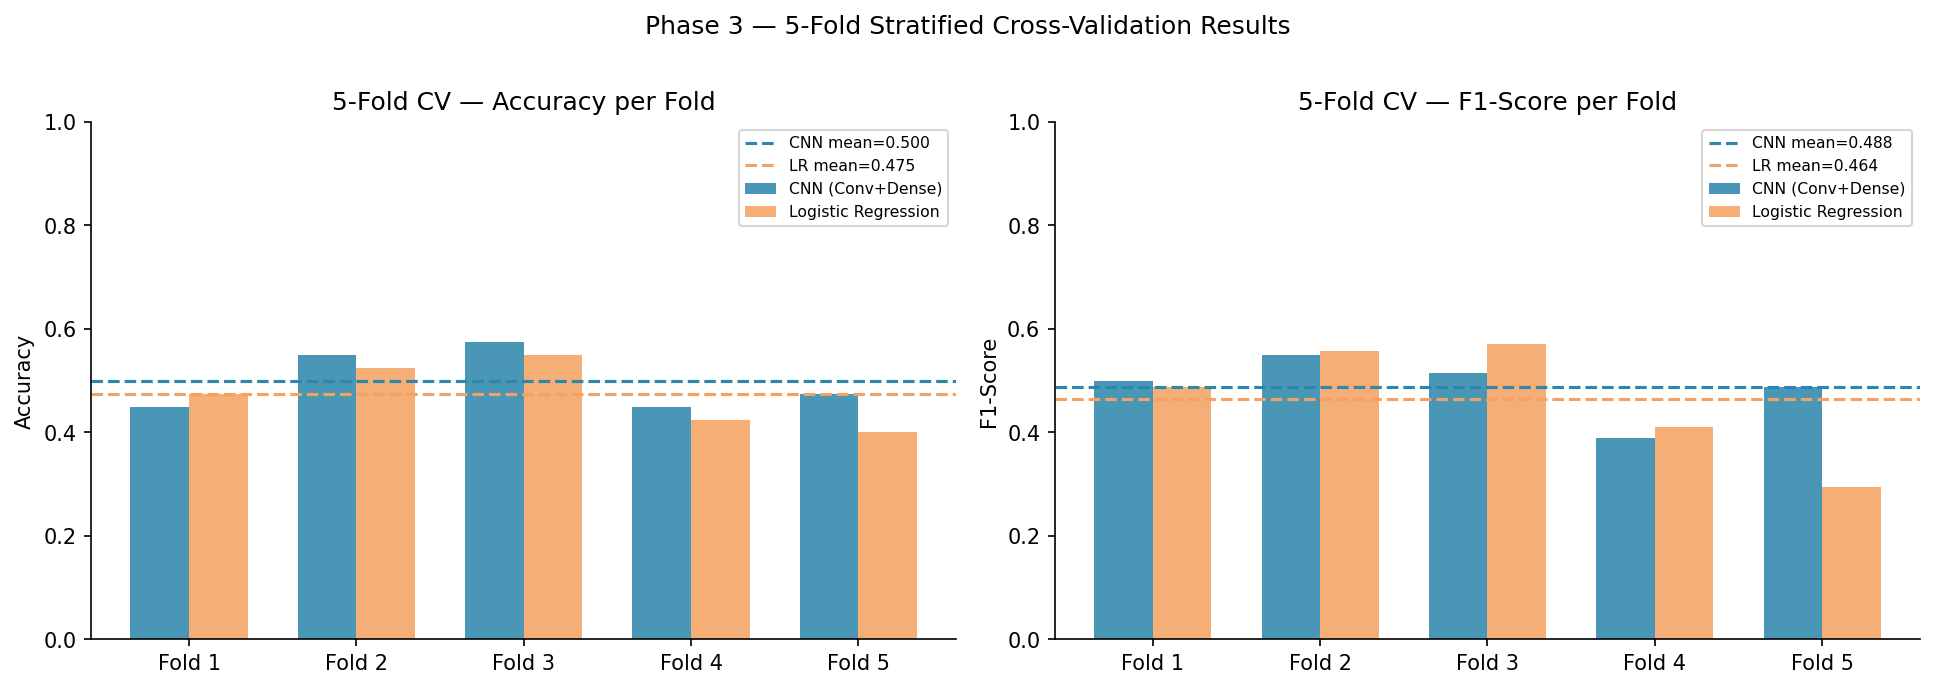 Phase 3 — 5-Fold Stratified Cross-Validation Results
5-Fold CV — Accuracy per Fold
CNN mean=0.500
LR mean=0.475
CNN (Conv+Dense)
Logistic Regression
Accuracy
1.0
0.8
0.6
0.4
0.2
0.0
Fold 1
Fold 2
Fold 3
Fold 4
Fold 5
5-Fold CV — F1-Score per Fold
CNN mean=0.488
LR mean=0.464
CNN (Conv+Dense)
Logistic Regression
F1-Score
1.0
0.8
0.6
0.4
0.2
0.0
Fold 1
Fold 2
Fold 3
Fold 4
Fold 5